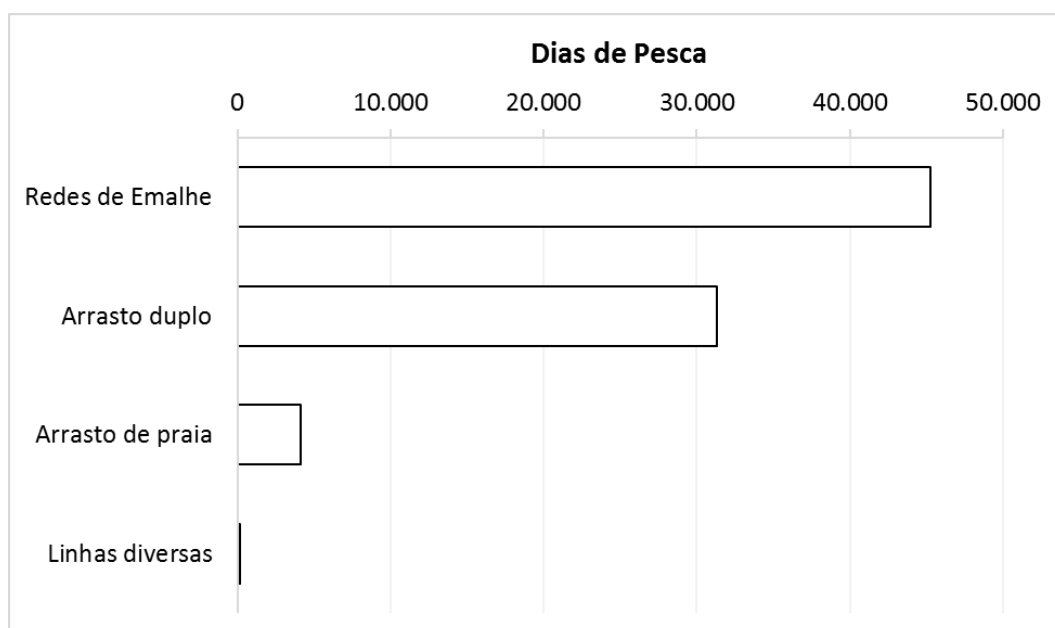 Dias de Pesca
0 10.000 20.000 30.000 40.000 50.000
Redes de Emalhe
Arrasto duplo
Arrasto de praia
Linhas diversas